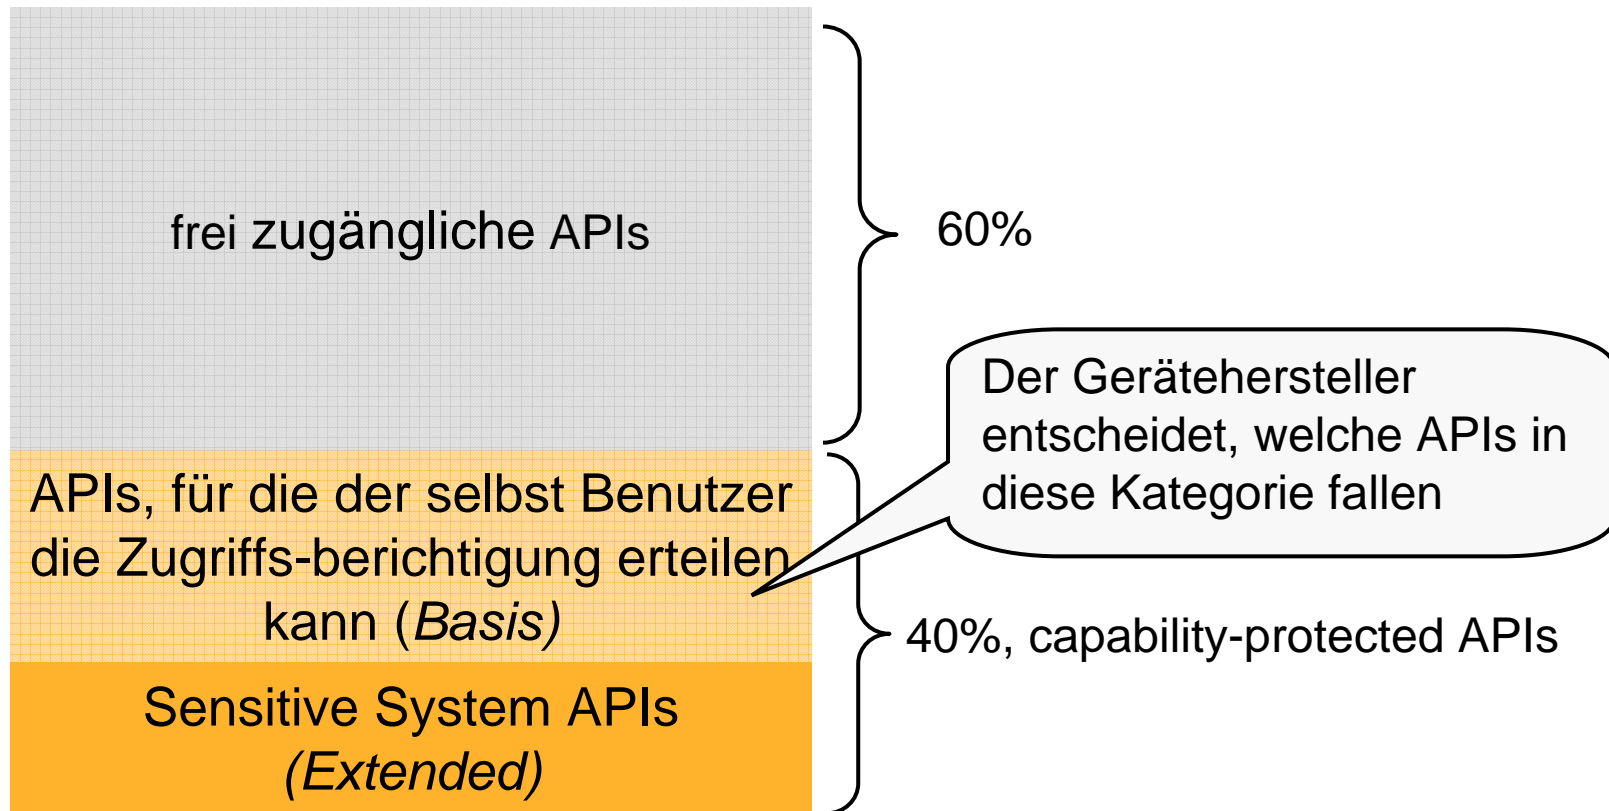 frei zugängliche APIs
60%
Der Gerätehersteller
entscheidet, welche APIs in
diese Kategorie fallen
APIs, für die der selbst Benutzer
die Zugriffs-berichtigung erteilen
kann (Basis)
40%, capability-protected APIs
Sensitive System APIs
(Extended)